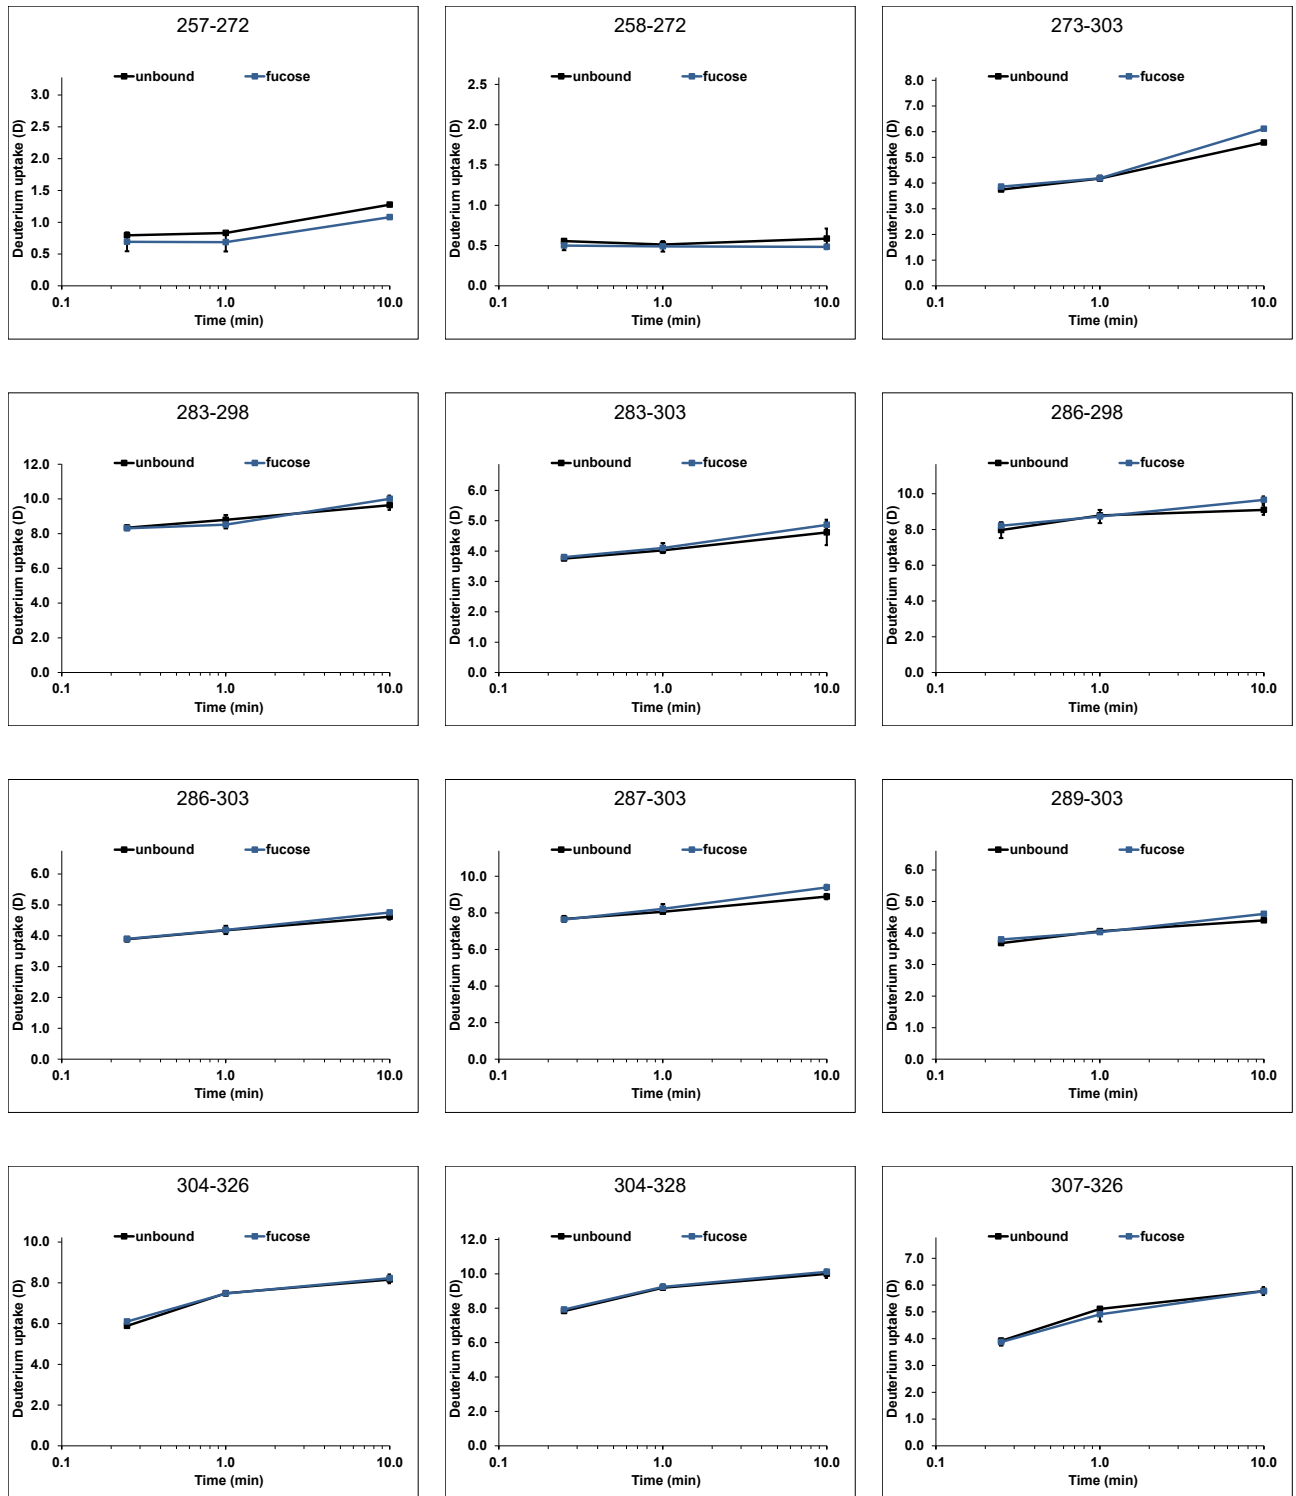 257-272
unbound fucose
Deuterium uptake (D)
3.0
2.5
2.0
1.5
1.0
0.5
0.0
0.1 1.0 10.0
Time (min)
258-272
unbound fucose
Deuterium uptake (D)
2.5
2.0
1.5
1.0
0.5
0.0
0.1 1.0 10.0
Time (min)
273-303
unbound fucose
Deuterium uptake (D)
8.0
7.0
6.0
5.0
4.0
3.0
2.0
1.0
0.0
0.1 1.0 10.0
Time (min)
283-298
unbound fucose
Deuterium uptake (D)
12.0
10.0
8.0
6.0
4.0
2.0
0.0
0.1 1.0 10.0
Time (min)
283-303
unbound fucose
Deuterium uptake (D)
6.0
5.0
4.0
3.0
2.0
1.0
0.0
0.1 1.0 10.0
Time (min)
286-298
unbound fucose
Deuterium uptake (D)
10.0
8.0
6.0
4.0
2.0
0.0
0.1 1.0 10.0
Time (min)
286-303
unbound fucose
Deuterium uptake (D)
6.0
5.0
4.0
3.0
2.0
1.0
0.0
0.1 1.0 10.0
Time (min)
287-303
unbound fucose
Deuterium uptake (D)
10.0
8.0
6.0
4.0
2.0
0.0
0.1 1.0 10.0
Time (min)
289-303
unbound fucose
Deuterium uptake (D)
6.0
5.0
4.0
3.0
2.0
1.0
0.0
0.1 1.0 10.0
Time (min)
304-326
unbound fucose
Deuterium uptake (D)
10.0
8.0
6.0
4.0
2.0
0.0
0.1 1.0 10.0
Time (min)
304-328
unbound fucose
Deuterium uptake (D)
12.0
10.0
8.0
6.0
4.0
2.0
0.0
0.1 1.0 10.0
Time (min)
307-326
unbound fucose
Deuterium uptake (D)
7.0
6.0
5.0
4.0
3.0
2.0
1.0
0.0
0.1 1.0 10.0
Time (min)